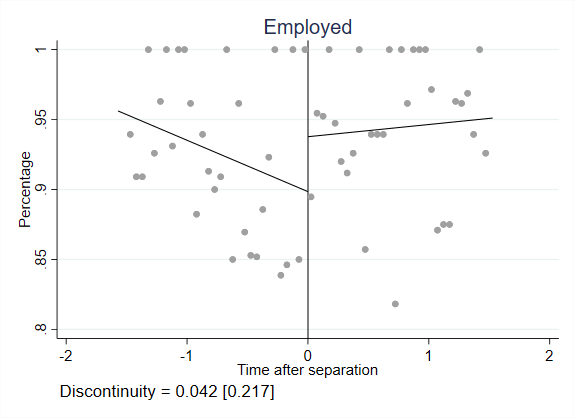 Employed
1
.95
.9
.85
.8
Percentage
-2 -1 0 1 2
Time after separation
Discontinuity = 0.042 [0.217]